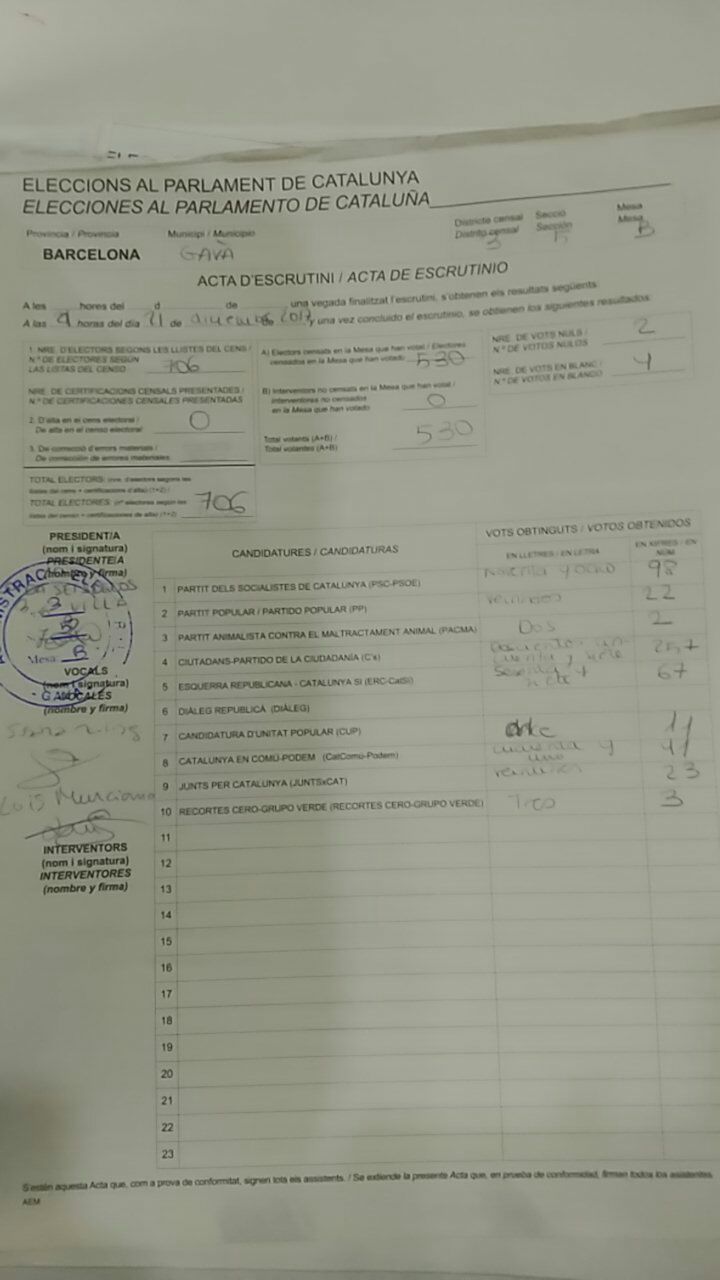 ELECCIONS AL PARLAMENT DE CATALUNYA
ELECCIONES AL PARLAMENTO DE CATALUÑA
Província / Provincia
Municipi / Municipio
Districte censal
Distrito censal
3
Secció
Sección
Mesa
Mesa
B
BARCELONA
GAVÀ
ACTA D'ESCRUTINI / ACTA DE ESCRUTINIO
A les hores del d de una vegada finalitzat l'escrutini, s'obtenen els resultats següents
A las 9 horas del día 21 de diciembre de 2017 y una vez concluido el escrutinio, se obtienen los siguientes resultados:
1. NRE. D'ELECTORS SEGONS LES LLISTES DEL CENS /
N.º DE ELECTORES SEGÚN
LAS LISTAS DEL CENSO 706
NRE. DE CERTIFICACIONS CENSALS PRESENTADES /
N.º DE CERTIFICACIONES CENSALES PRESENTADAS
2. D'alta en el cens electoral /
De alta en el censo electoral 0
3. De correcció d'errors materials /
De corrección de errores materiales
TOTAL ELECTORS: (nre. d'electors segons les
llistes del cens + certificacions d'alta) (1+2) /
TOTAL ELECTORES: (nº electores según las
listas del censo + certificaciones de alta) (1+2) 706
A) Electors censats en la Mesa que han votat / Electores
censados en la Mesa que han votado 530
B) Interventors no censats en la Mesa que han votat /
Interventores no censados
en la Mesa que han votado 0
Total votants (A+B) /
Total votantes (A+B) 530
NRE. DE VOTS NULS /
N.º DE VOTOS NULOS 2
NRE. DE VOTS EN BLANC /
N.º DE VOTOS EN BLANCO 4
PRESIDENT/A
(nom i signatura)
PRESIDENTE/A
(nombre y firma)
Mesa B
VOCALS
(nom i signatura)
VOCALES
(nombre y firma)
Luis Murciano
INTERVENTORS
(nom i signatura)
INTERVENTORES
(nombre y firma)
CANDIDATURES / CANDIDATURAS
VOTS OBTINGUTS / VOTOS OBTENIDOS
EN LLETRES / EN LETRA
EN XIFRES / EN NÚM
1 PARTIT DELS SOCIALISTES DE CATALUNYA (PSC-PSOE) noventa y ocho 98
2 PARTIT POPULAR / PARTIDO POPULAR (PP) veintidos 22
3 PARTIT ANIMALISTA CONTRA EL MALTRACTAMENT ANIMAL (PACMA) Dos 2
4 CIUTADANS-PARTIDO DE LA CIUDADANÍA (C's) 257
5 ESQUERRA REPUBLICANA - CATALUNYA SÍ (ERC-CatSí) 67
6 DIÀLEG REPUBLICÀ (DIÀLEG)
7 CANDIDATURA D'UNITAT POPULAR (CUP) 11
8 CATALUNYA EN COMÚ-PODEM (CatComú-Podem) cuarenta y uno 41
9 JUNTS PER CATALUNYA (JUNTSxCAT) 23
10 RECORTES CERO-GRUPO VERDE (RECORTES CERO-GRUPO VERDE) Tres 3
11
12
13
14
15
16
17
18
19
20
21
22
23
S'estén aquesta Acta que, com a prova de conformitat, signen tots els assistents. / Se extiende la presente Acta que, en prueba de conformidad, firman todos los asistentes.
AEM